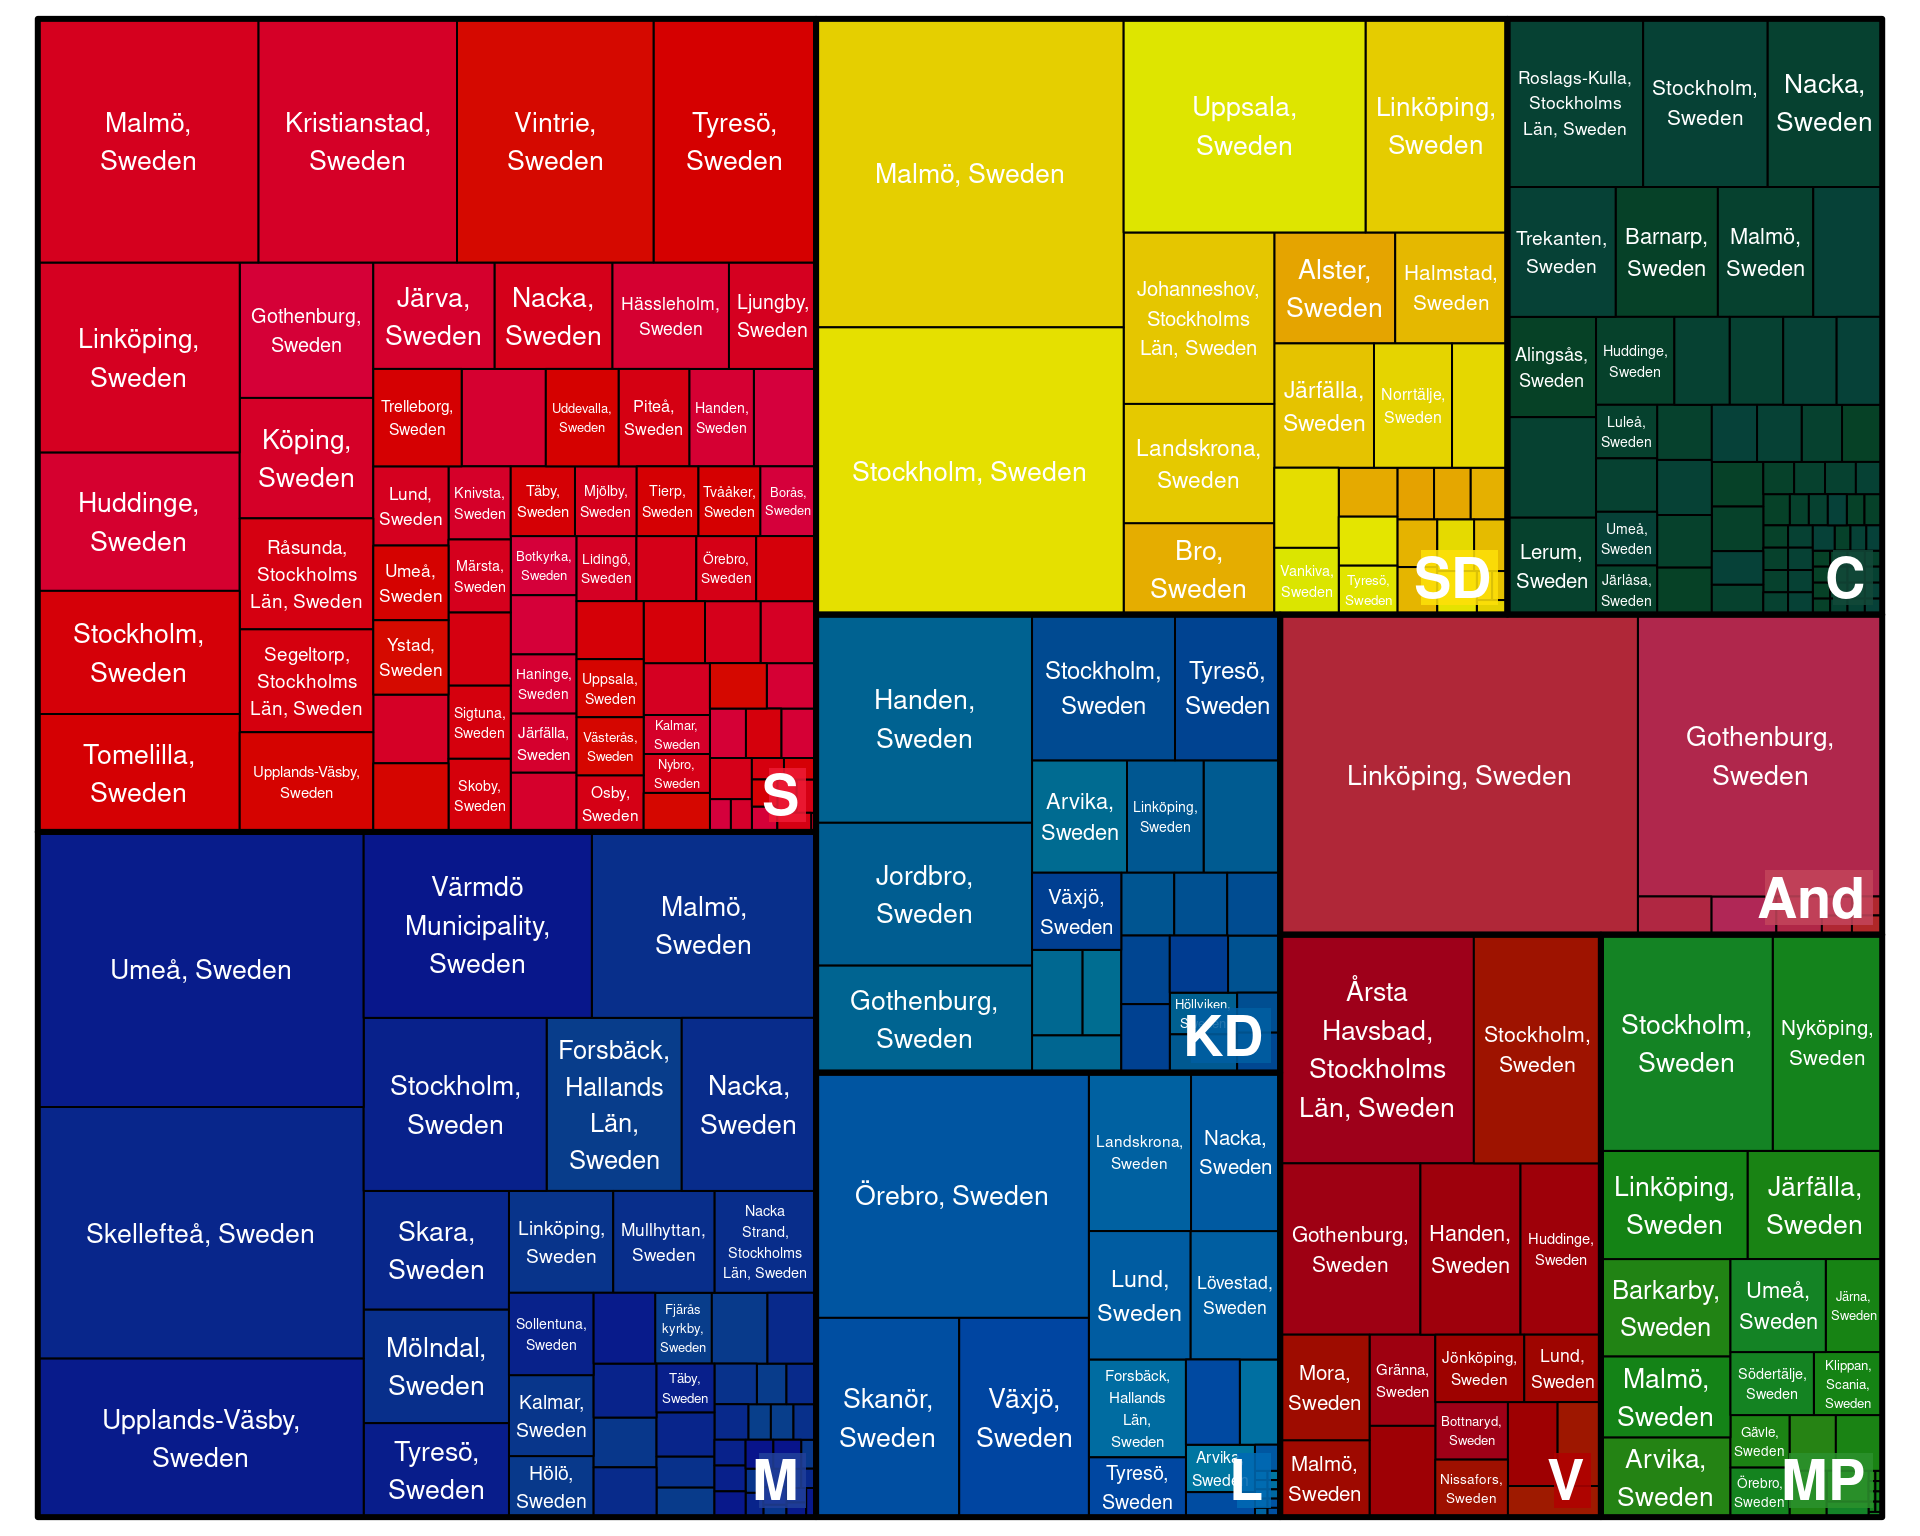 Malmö,
Sweden
Kristianstad,
Sweden
Vintrie,
Sweden
Tyresö,
Sweden
Linköping,
Sweden
Gothenburg,
Sweden
Järva,
Sweden
Nacka,
Sweden
Hässleholm,
Sweden
Ljungby,
Sweden
Köping,
Sweden
Trelleborg,
Sweden
Uddevalla,
Sweden
Piteå,
Sweden
Handen,
Sweden
Huddinge,
Sweden
Råsunda,
Stockholms
Län, Sweden
Lund,
Sweden
Knivsta,
Sweden
Täby,
Sweden
Mjölby,
Sweden
Tierp,
Sweden
Tvååker,
Sweden
Borås,
Sweden
Umeå,
Sweden
Märsta,
Sweden
Botkyrka,
Sweden
Lidingö,
Sweden
Örebro,
Sweden
Stockholm,
Sweden
Segeltorp,
Stockholms
Län, Sweden
Ystad,
Sweden
Haninge,
Sweden
Uppsala,
Sweden
Sigtuna,
Sweden
Järfälla,
Sweden
Västerås,
Sweden
Kalmar,
Sweden
Nybro,
Sweden
Tomelilla,
Sweden
Upplands-Väsby,
Sweden
Skoby,
Sweden
Osby,
Sweden
S
Malmö, Sweden
Uppsala,
Sweden
Linköping,
Sweden
Stockholm, Sweden
Johanneshov,
Stockholms
Län, Sweden
Alster,
Sweden
Halmstad,
Sweden
Järfälla,
Sweden
Norrtälje,
Sweden
Landskrona,
Sweden
Bro,
Sweden
Vankiva,
Sweden
Tyresö,
Sweden
SD
Roslags-Kulla,
Stockholms
Län, Sweden
Stockholm,
Sweden
Nacka,
Sweden
Trekanten,
Sweden
Barnarp,
Sweden
Malmö,
Sweden
Alingsås,
Sweden
Huddinge,
Sweden
Luleå,
Sweden
Lerum,
Sweden
Umeå,
Sweden
Järlåsa,
Sweden
C
Umeå, Sweden
Värmdö
Municipality,
Sweden
Malmö,
Sweden
Stockholm,
Sweden
Forsbäck,
Hallands
Län,
Sweden
Nacka,
Sweden
Skellefteå, Sweden
Skara,
Sweden
Linköping,
Sweden
Mullhyttan,
Sweden
Nacka
Strand,
Stockholms
Län, Sweden
Sollentuna,
Sweden
Fjärås
kyrkby,
Sweden
Mölndal,
Sweden
Kalmar,
Sweden
Täby,
Sweden
Upplands-Väsby,
Sweden
Tyresö,
Sweden
Hölö,
Sweden
M
Handen,
Sweden
Stockholm,
Sweden
Tyresö,
Sweden
Arvika,
Sweden
Linköping,
Sweden
Jordbro,
Sweden
Växjö,
Sweden
Gothenburg,
Sweden
Höllviken,
KD
Örebro, Sweden
Landskrona,
Sweden
Nacka,
Sweden
Lund,
Sweden
Lövestad,
Sweden
Skanör,
Sweden
Växjö,
Sweden
Forsbäck,
Hallands
Län,
Sweden
Arvika,
Sweden
Tyresö,
Sweden
L
Linköping, Sweden
Gothenburg,
Sweden
And
Årsta
Havsbad,
Stockholms
Län, Sweden
Stockholm,
Sweden
Gothenburg,
Sweden
Handen,
Sweden
Huddinge,
Sweden
Mora,
Sweden
Gränna,
Sweden
Jönköping,
Sweden
Lund,
Sweden
Bottnaryd,
Sweden
Malmö,
Sweden
Nissafors,
Sweden
V
Stockholm,
Sweden
Nyköping,
Sweden
Linköping,
Sweden
Järfälla,
Sweden
Barkarby,
Sweden
Umeå,
Sweden
Järna,
Sweden
Malmö,
Sweden
Södertälje,
Sweden
Klippan,
Scania,
Sweden
Arvika,
Sweden
Gävle,
Sweden
Örebro,
Sweden
MP